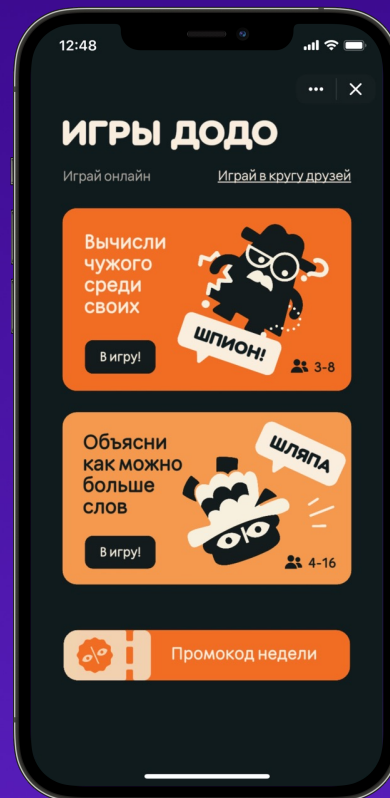 12:48
ИГРЫ ДОДО
Играй онлайн
Играй в кругу друзей
Вычисли
чужого
среди
своих
ШПИОН!
В игру!
3-8
Объясни
как можно
больше
слов
ШЛЯПА
В игру!
4-16
Промокод недели